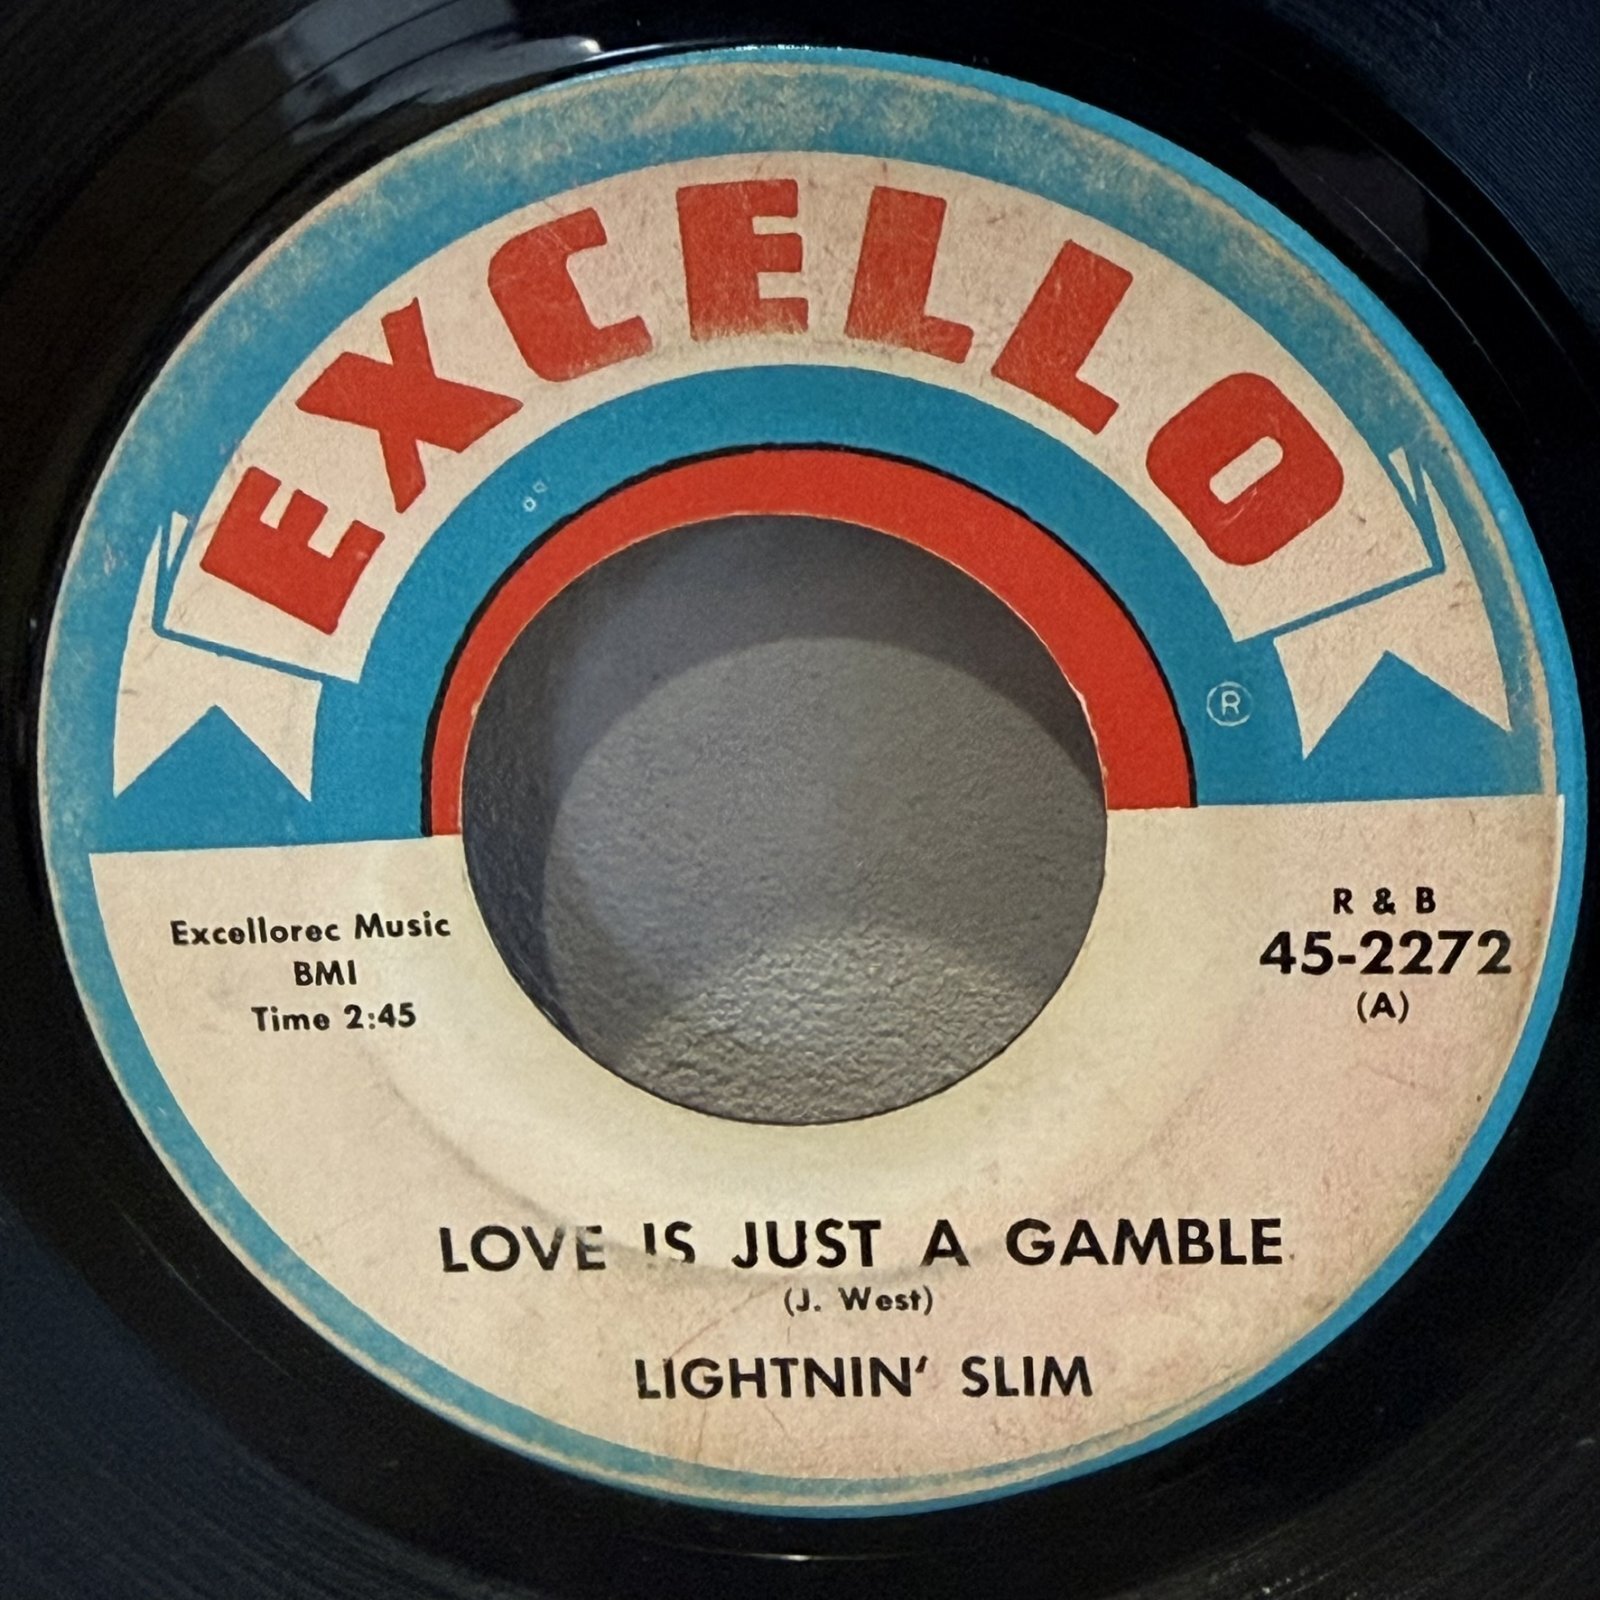 EXCELLO
®
Excellorec Music
BMI
Time 2:45
R & B
45-2272
(A)
LOVE IS JUST A GAMBLE
(J. West)
LIGHTNIN' SLIM